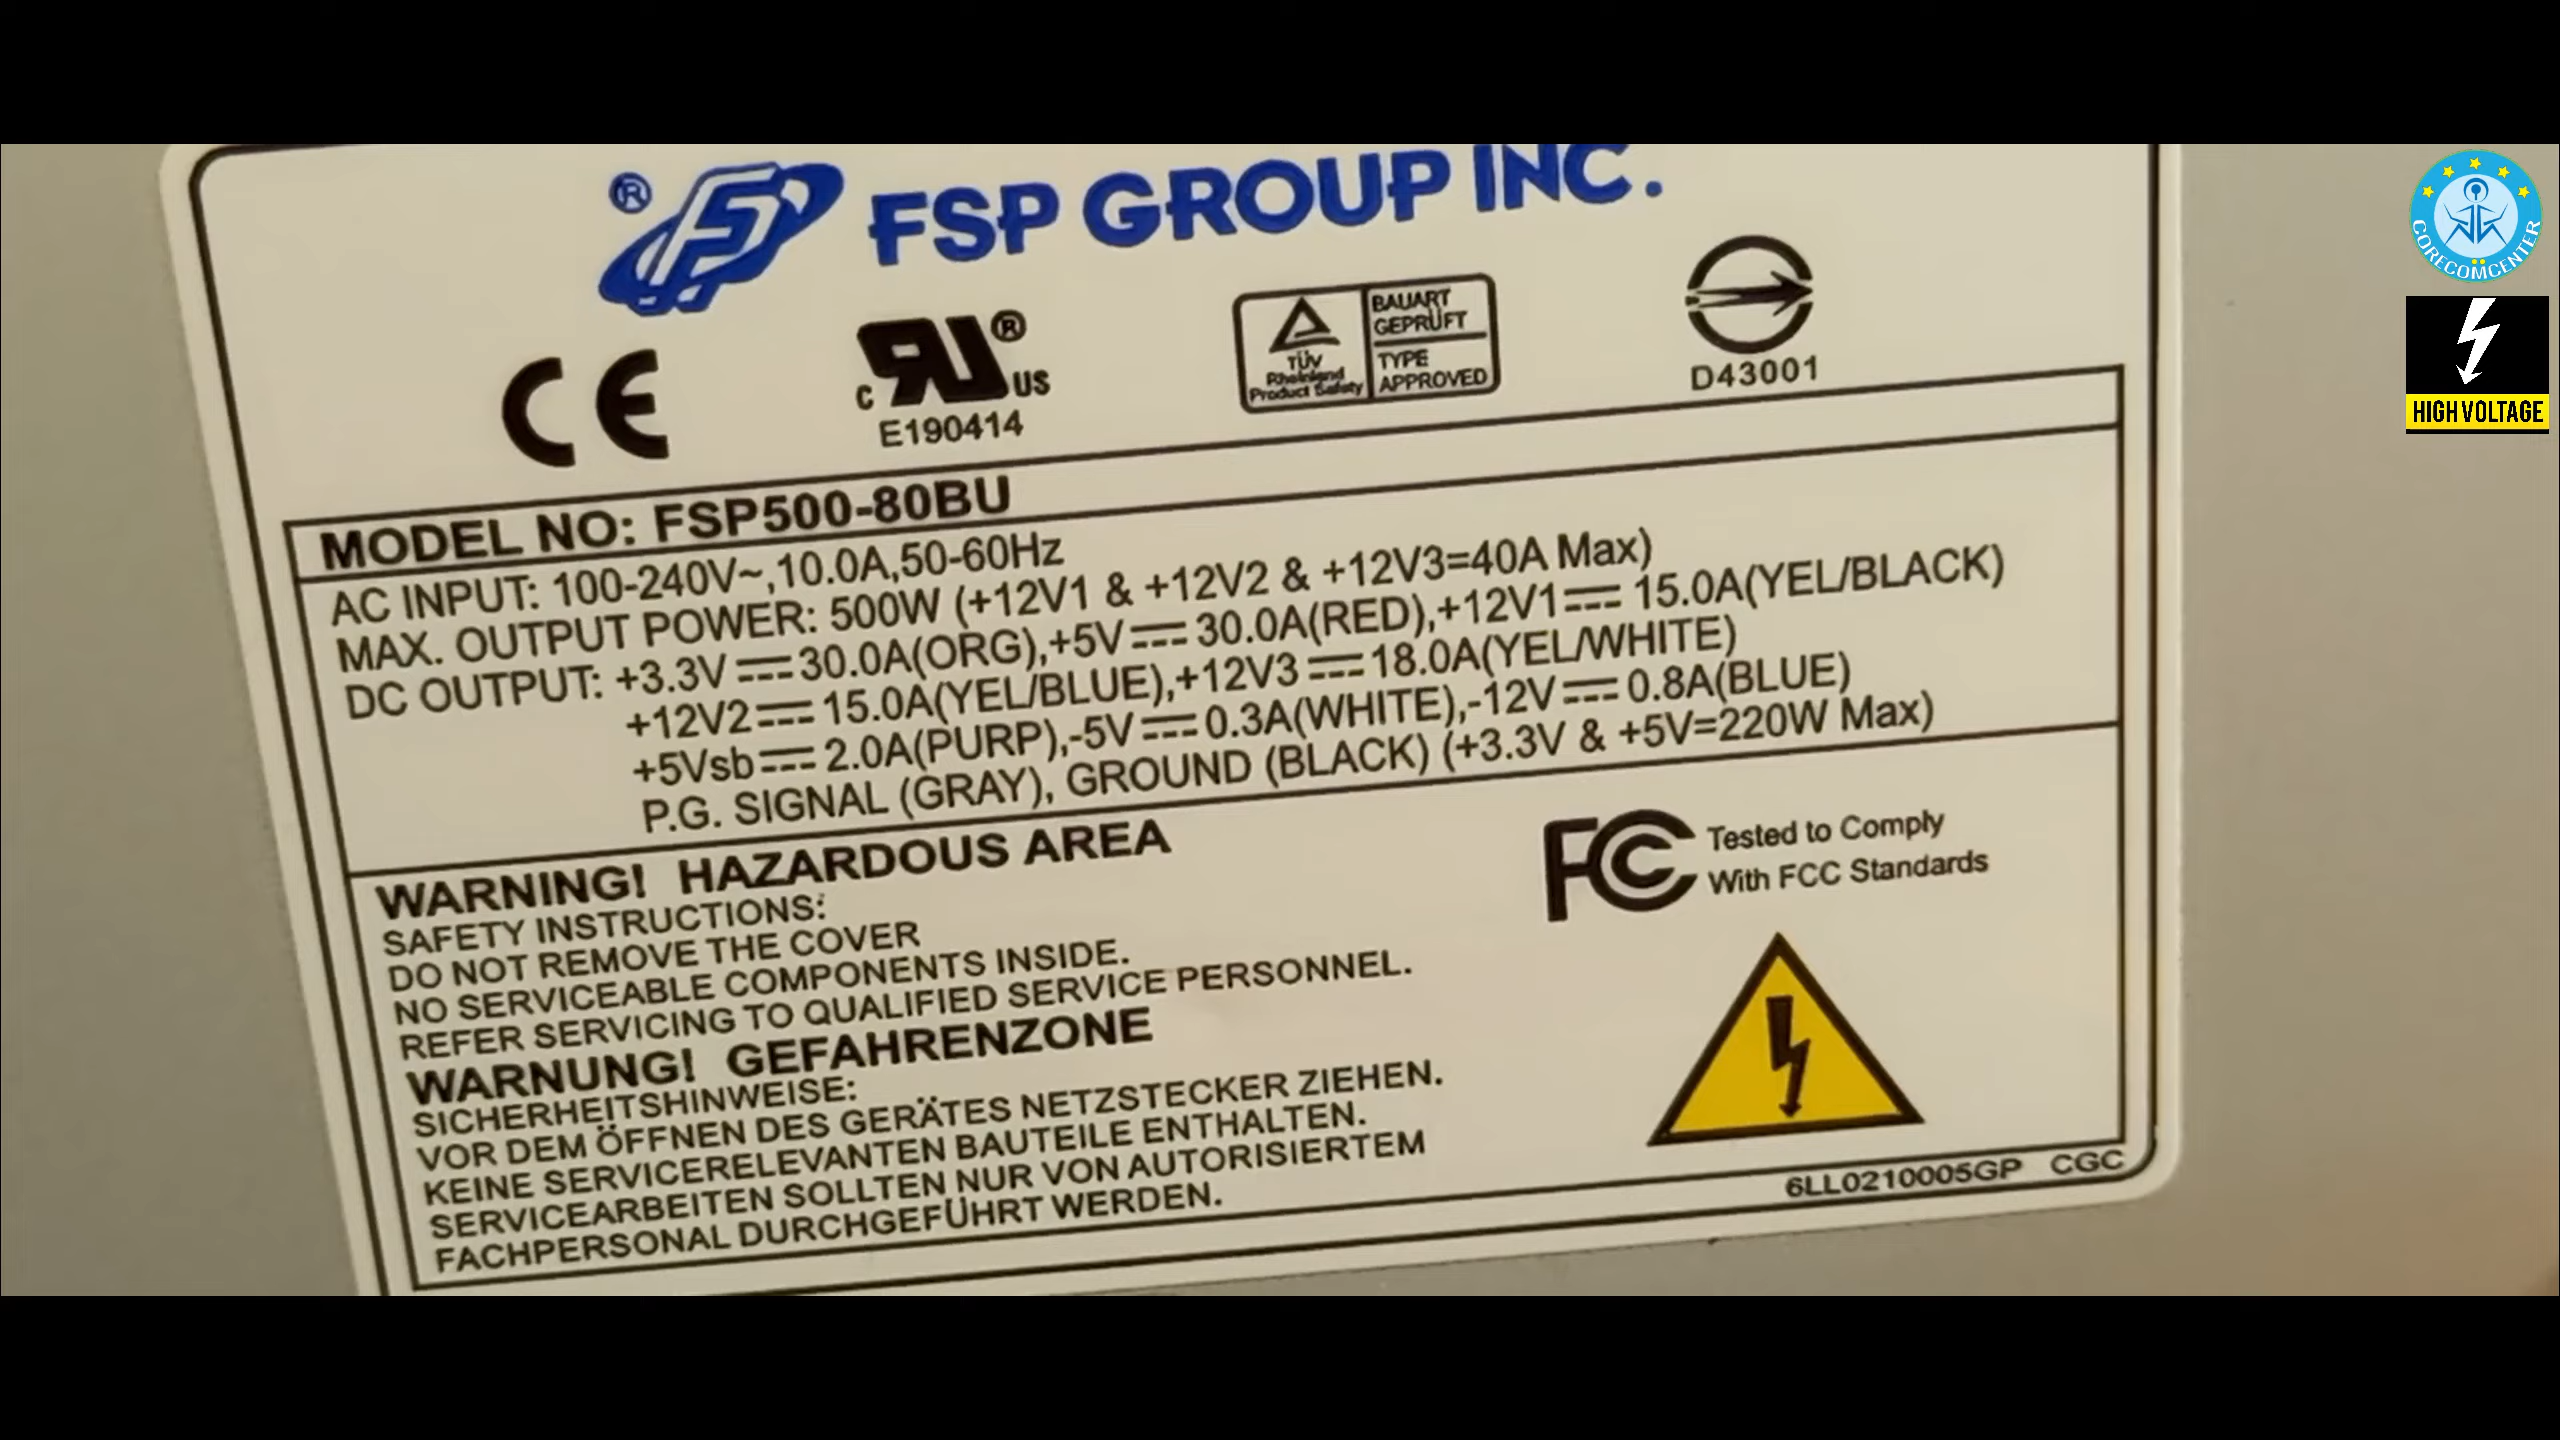 ® FSP GROUP INC.
CE
c RU ® US
E190414
TÜV
Rheinland
Product Safety
BAUART
GEPRÜFT
TYPE
APPROVED
D43001
MODEL NO: FSP500-80BU
AC INPUT: 100-240V~,10.0A,50-60Hz
MAX. OUTPUT POWER: 500W (+12V1 & +12V2 & +12V3=40A Max)
DC OUTPUT: +3.3V⎓30.0A(ORG),+5V⎓30.0A(RED),+12V1⎓15.0A(YEL/BLACK)
+12V2⎓15.0A(YEL/BLUE),+12V3⎓18.0A(YEL/WHITE)
+5Vsb⎓2.0A(PURP),-5V⎓0.3A(WHITE),-12V⎓0.8A(BLUE)
P.G. SIGNAL (GRAY), GROUND (BLACK) (+3.3V & +5V=220W Max)
WARNING! HAZARDOUS AREA
SAFETY INSTRUCTIONS:
DO NOT REMOVE THE COVER
NO SERVICEABLE COMPONENTS INSIDE.
REFER SERVICING TO QUALIFIED SERVICE PERSONNEL.
WARNUNG! GEFAHRENZONE
SICHERHEITSHINWEISE:
VOR DEM ÖFFNEN DES GERÄTES NETZSTECKER ZIEHEN.
KEINE SERVICERELEVANTEN BAUTEILE ENTHALTEN.
SERVICEARBEITEN SOLLTEN NUR VON AUTORISIERTEM
FACHPERSONAL DURCHGEFÜHRT WERDEN.
FC Tested to Comply
With FCC Standards
6LL0210005GP CGC
CORECOMCENTER
HIGH VOLTAGE